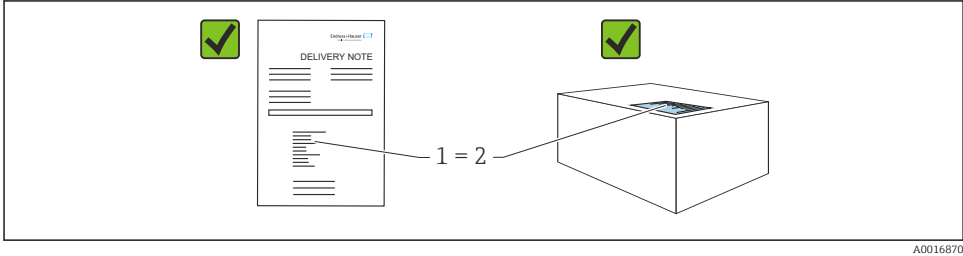 Endress+Hauser
DELIVERY NOTE
1 = 2
A0016870